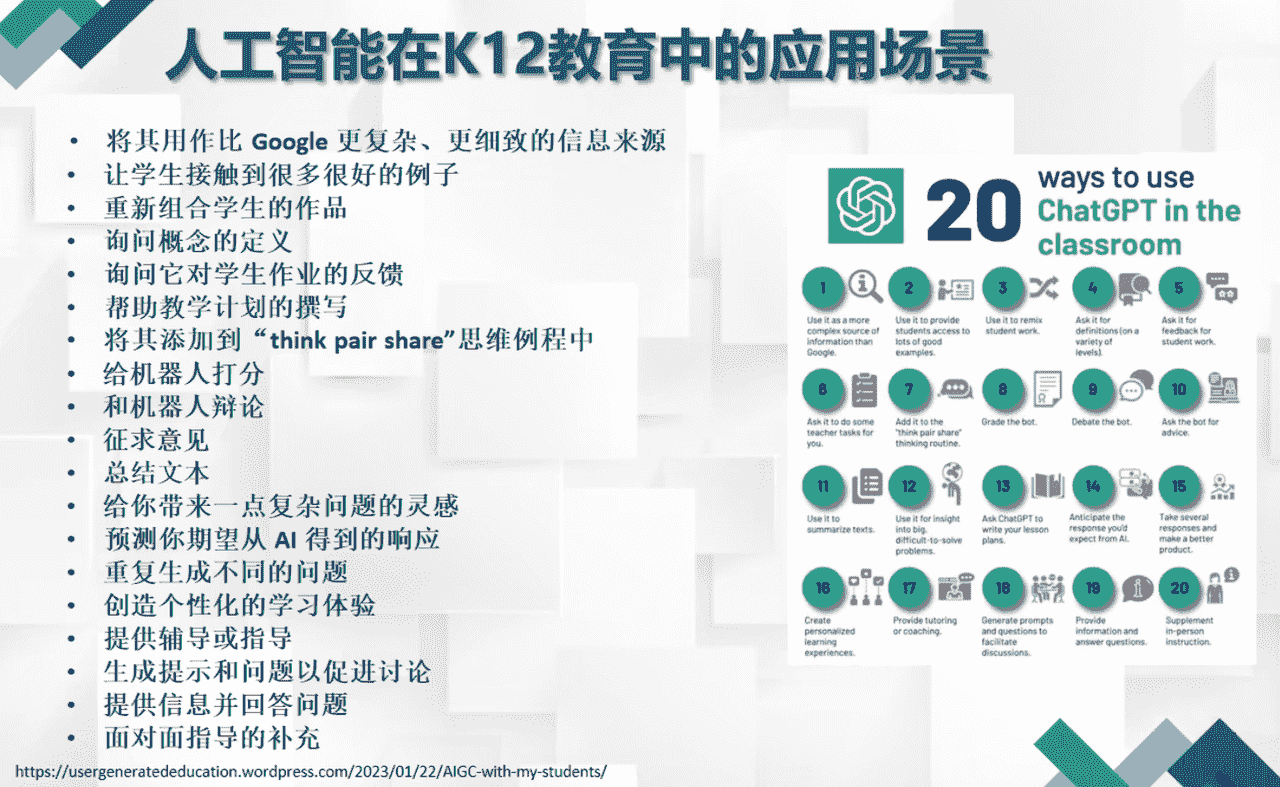 人工智能在K12教育中的应用场景
• 将其用作比 Google 更复杂、更细致的信息来源
• 让学生接触到很多很好的例子
• 重新组合学生的作品
• 询问概念的定义
• 询问它对学生作业的反馈
• 帮助教学计划的撰写
• 将其添加到“think pair share”思维例程中
• 给机器人打分
• 和机器人辩论
• 征求意见
• 总结文本
• 给你带来一点复杂问题的灵感
• 预测你期望从 AI 得到的响应
• 重复生成不同的问题
• 创造个性化的学习体验
• 提供辅导或指导
• 生成提示和问题以促进讨论
• 提供信息并回答问题
• 面对面指导的补充
https://usergeneratededucation.wordpress.com/2023/01/22/AIGC-with-my-students/
20
ways to use
ChatGPT in the
classroom
1
Use it as a more
complex source of
information than
Google.
2
Use it to provide
students access to
lots of good
examples.
3
Use it to remix
student work.
4
Ask it for
definitions (on a
variety of
levels).
5
Ask it for
feedback for
student work.
6
Ask it to do some
teacher tasks for
you.
7
Add it to the
"think pair share"
thinking routine.
8
Grade the bot.
9
Debate the bot.
10
Ask the bot for
advice.
11
Use it to
summarize texts.
12
Use it for insight
into big,
difficult-to-solve
problems.
13
Ask ChatGPT to
write your lesson
plans.
14
Anticipate the
response you'd
expect from AI.
15
Take several
responses and
make a better
product.
16
Create
personalized
learning
experiences.
17
Provide tutoring
or coaching.
18
Generate prompts
and questions to
facilitate
discussions.
19
Provide
information and
answer questions.
20
Supplement
in-person
instruction.